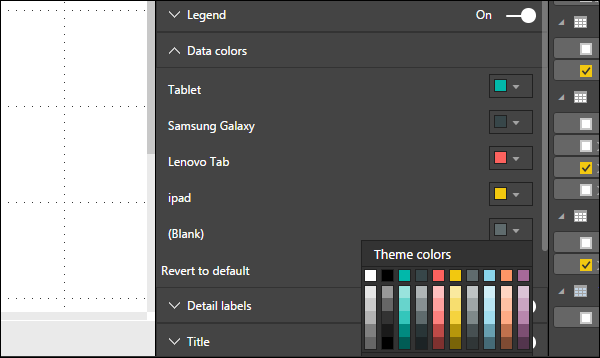 Legend On
Data colors
Tablet
Samsung Galaxy
Lenovo Tab
ipad
(Blank)
Theme colors
Revert to default
Detail labels
Title